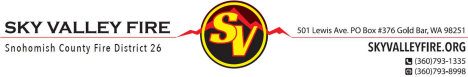 SKY VALLEY FIRE
Snohomish County Fire District 26
SV
501 Lewis Ave. PO Box #376 Gold Bar, WA 98251
SKYVALLEYFIRE.ORG
(360)793-1335
(360)793-8998